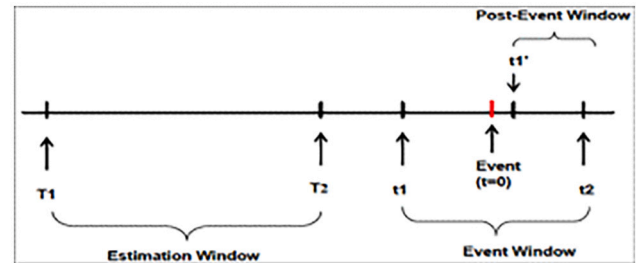 Post-Event Window
t1'
T1
T2
t1
Event
(t=0)
t2
Estimation Window
Event Window